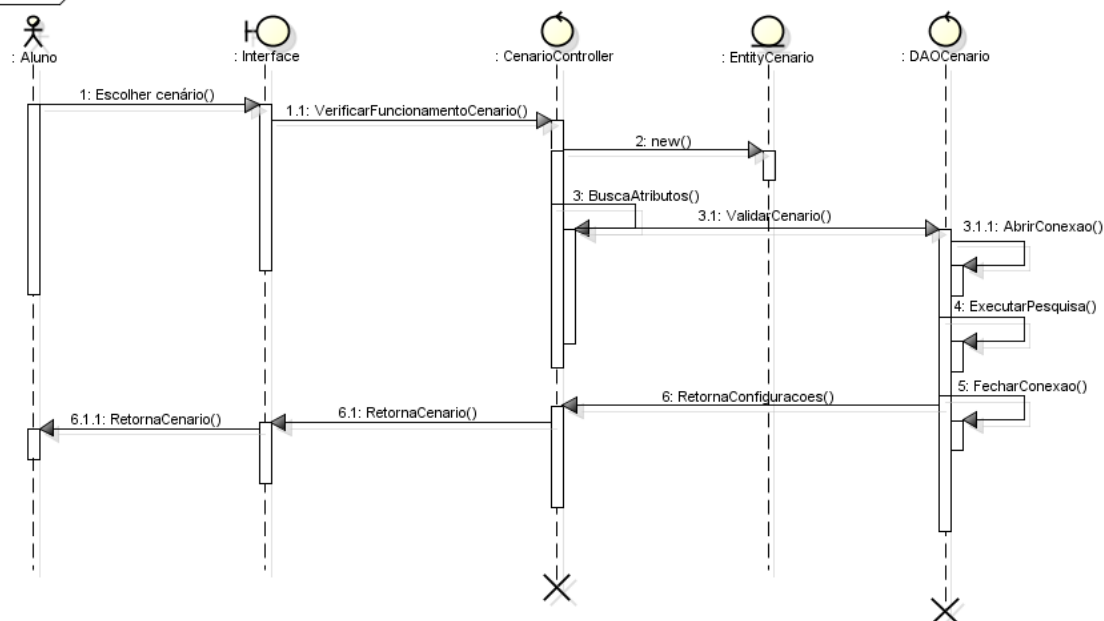 : Aluno
: Interface
: CenarioController
: EntityCenario
: DAOCenario
1: Escolher cenário()
1.1: VerificarFuncionamentoCenario()
2: new()
3: BuscaAtributos()
3.1: ValidarCenario()
3.1.1: AbrirConexao()
4: ExecutarPesquisa()
5: FecharConexao()
6: RetornaConfiguracoes()
6.1: RetornaCenario()
6.1.1: RetornaCenario()